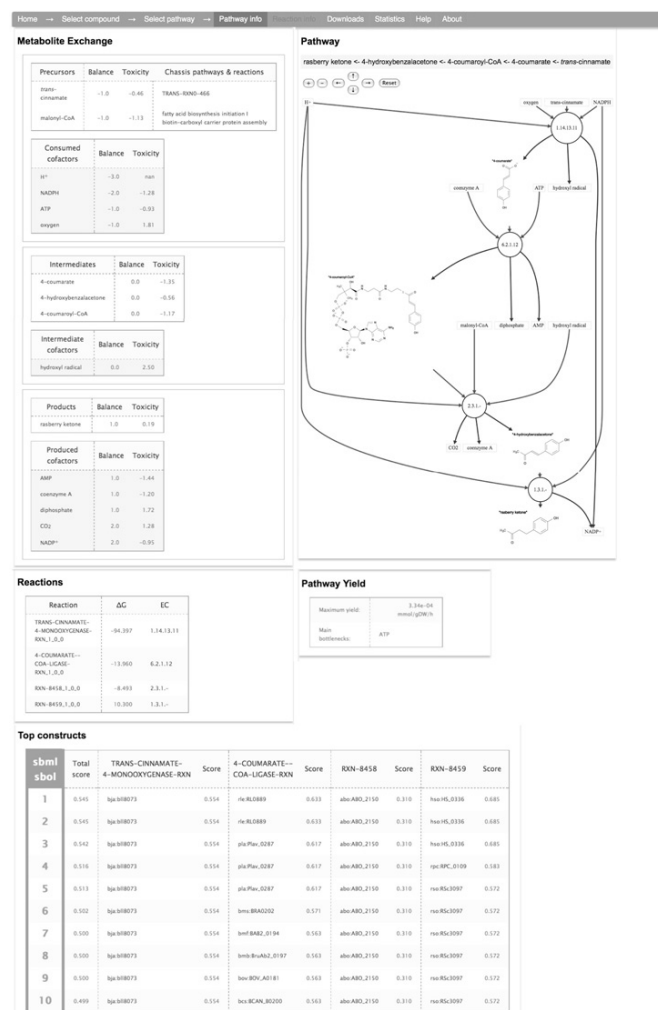 Home → Select compound → Select pathway → Pathway info Reaction info Downloads Statistics Help About
Metabolite Exchange
Precursors Balance Toxicity Chassis pathways & reactions
trans-
cinnamate -1.0 -0.46 TRANS-RXN0-466
malonyl-CoA -1.0 -1.13 fatty acid biosynthesis initiation I
biotin-carboxyl carrier protein assembly
Consumed
cofactors Balance Toxicity
H+ -3.0 nan
NADPH -2.0 -1.28
ATP -1.0 -0.93
oxygen -1.0 1.81
Intermediates Balance Toxicity
4-coumarate 0.0 -1.35
4-hydroxybenzalacetone 0.0 -0.56
4-coumaroyl-CoA 0.0 -1.17
Intermediate
cofactors Balance Toxicity
hydroxyl radical 0.0 2.50
Products Balance Toxicity
rasberry ketone 1.0 0.19
Produced
cofactors Balance Toxicity
AMP 1.0 -1.44
coenzyme A 1.0 -1.20
diphosphate 1.0 1.72
CO2 2.0 1.28
NADP+ 2.0 -0.95
Pathway
rasberry ketone <- 4-hydroxybenzalacetone <- 4-coumaroyl-CoA <- 4-coumarate <- trans-cinnamate
+ − ← ↑ ↓ → Reset
H+ oxygen trans-cinnamate NADPH
1.14.13.11
"4-coumarate"
coenzyme A ATP hydroxyl radical
6.2.1.12
"4-coumaroyl-CoA"
malonyl-CoA diphosphate AMP hydroxyl radical
2.3.1.-
"4-hydroxybenzalacetone"
CO2 coenzyme A
1.3.1.-
"rasberry ketone"
NADP+
Reactions
Reaction ΔG EC
TRANS-CINNAMATE-
4-MONOOXYGENASE-
RXN_1_0_0 -94.397 1.14.13.11
4-COUMARATE--
COA-LIGASE-
RXN_1_0_0 -13.960 6.2.1.12
RXN-8458_1_0_0 -8.493 2.3.1.-
RXN-8459_1_0_0 10.300 1.3.1.-
Pathway Yield
Maximum yield: 3.34e-04
mmol/gDW/h
Main
bottlenecks: ATP
Top constructs
sbml
sbol Total
score TRANS-CINNAMATE-
4-MONOOXYGENASE-RXN Score 4-COUMARATE--
COA-LIGASE-RXN Score RXN-8458 Score RXN-8459 Score
1 0.545 bja:bll8073 0.554 rle:RL0889 0.633 abo:ABO_2150 0.310 hso:HS_0336 0.685
2 0.545 bja:bll8073 0.554 rle:RL0889 0.633 abo:ABO_2150 0.310 hso:HS_0336 0.685
3 0.542 bja:bll8073 0.554 pla:Plav_0287 0.617 abo:ABO_2150 0.310 hso:HS_0336 0.685
4 0.516 bja:bll8073 0.554 pla:Plav_0287 0.617 abo:ABO_2150 0.310 rpc:RPC_0109 0.583
5 0.513 bja:bll8073 0.554 pla:Plav_0287 0.617 abo:ABO_2150 0.310 rso:RSc3097 0.572
6 0.502 bja:bll8073 0.554 bms:BRA0202 0.571 abo:ABO_2150 0.310 rso:RSc3097 0.572
7 0.500 bja:bll8073 0.554 bmf:BAB2_0194 0.563 abo:ABO_2150 0.310 rso:RSc3097 0.572
8 0.500 bja:bll8073 0.554 bmb:BruAb2_0197 0.563 abo:ABO_2150 0.310 rso:RSc3097 0.572
9 0.500 bja:bll8073 0.554 bov:BOV_A0181 0.563 abo:ABO_2150 0.310 rso:RSc3097 0.572
10 0.499 bja:bll8073 0.554 bcs:BCAN_B0200 0.563 abo:ABO_2150 0.310 rso:RSc3097 0.572